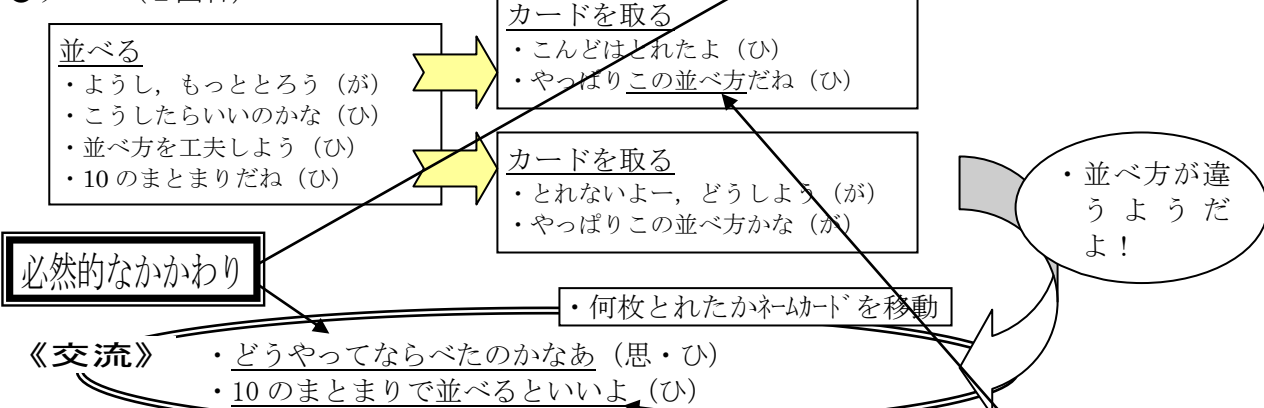 カードを取る
・こんどはとれたよ（ひ）
・やっぱりこの並べ方だね（ひ）
並べる
・ようし，もっととろう（が）
・こうしたらいいのかな（ひ）
・並べ方を工夫しよう（ひ）
・10 のまとまりだね（ひ）
カードを取る
・とれないよー，どうしよう（が）
・やっぱりこの並べ方かな（が）
・並べ方が違
うようだ
よ！
必然的なかかわり
・何枚とれたかﾈｰﾑｶｰﾄﾞを移動
《交流》
・どうやってならべたのかなあ（思・ひ）
・10 のまとまりで並べるといいよ（ひ）